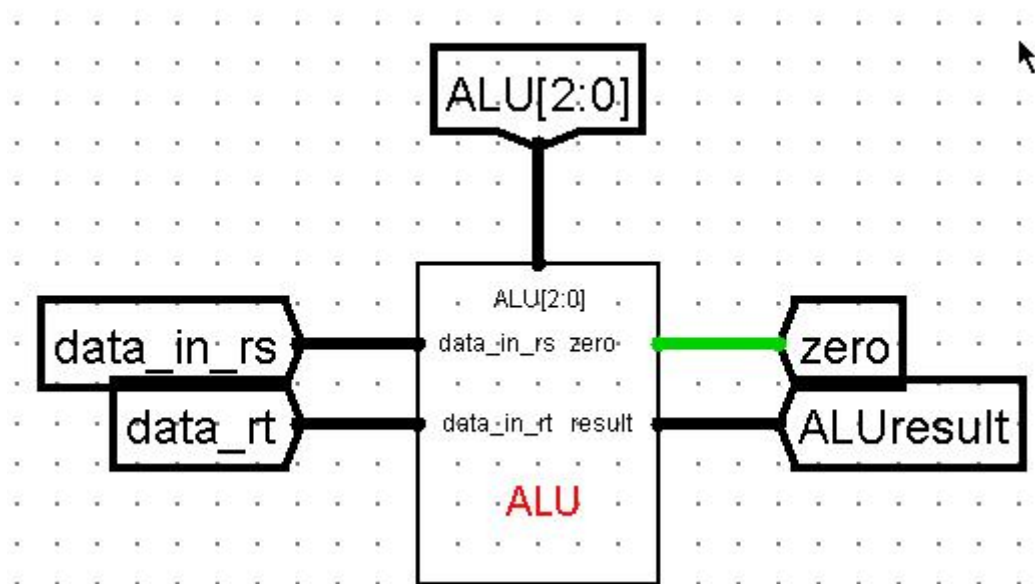 ALU[2:0]
ALU[2:0]
data_in_rs data_in_rs zero zero
data_rt data_in_rt result ALUresult
ALU